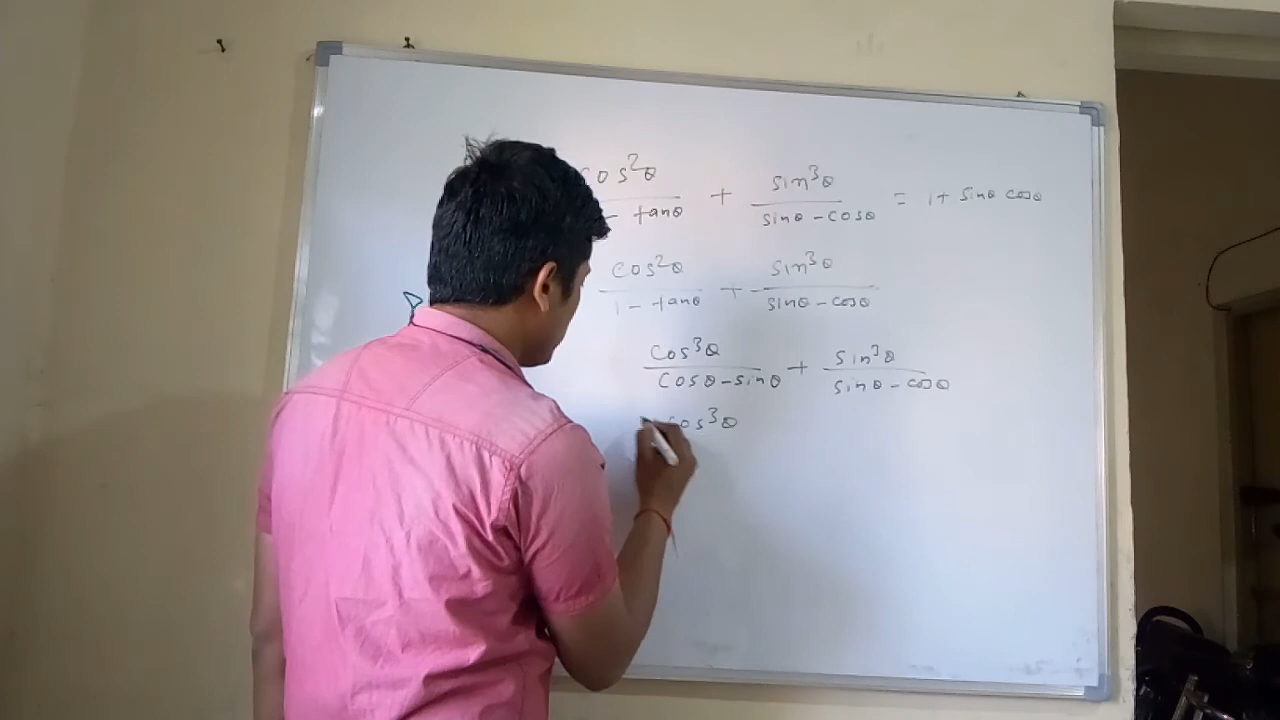 cos²θ / - tanθ + sin³θ / sinθ - cosθ = 1 + sinθ cosθ
cos²θ / 1 - tanθ + sin³θ / sinθ - cosθ
cos³θ / cosθ - sinθ + sin³θ / sinθ - cosθ
cos³θ